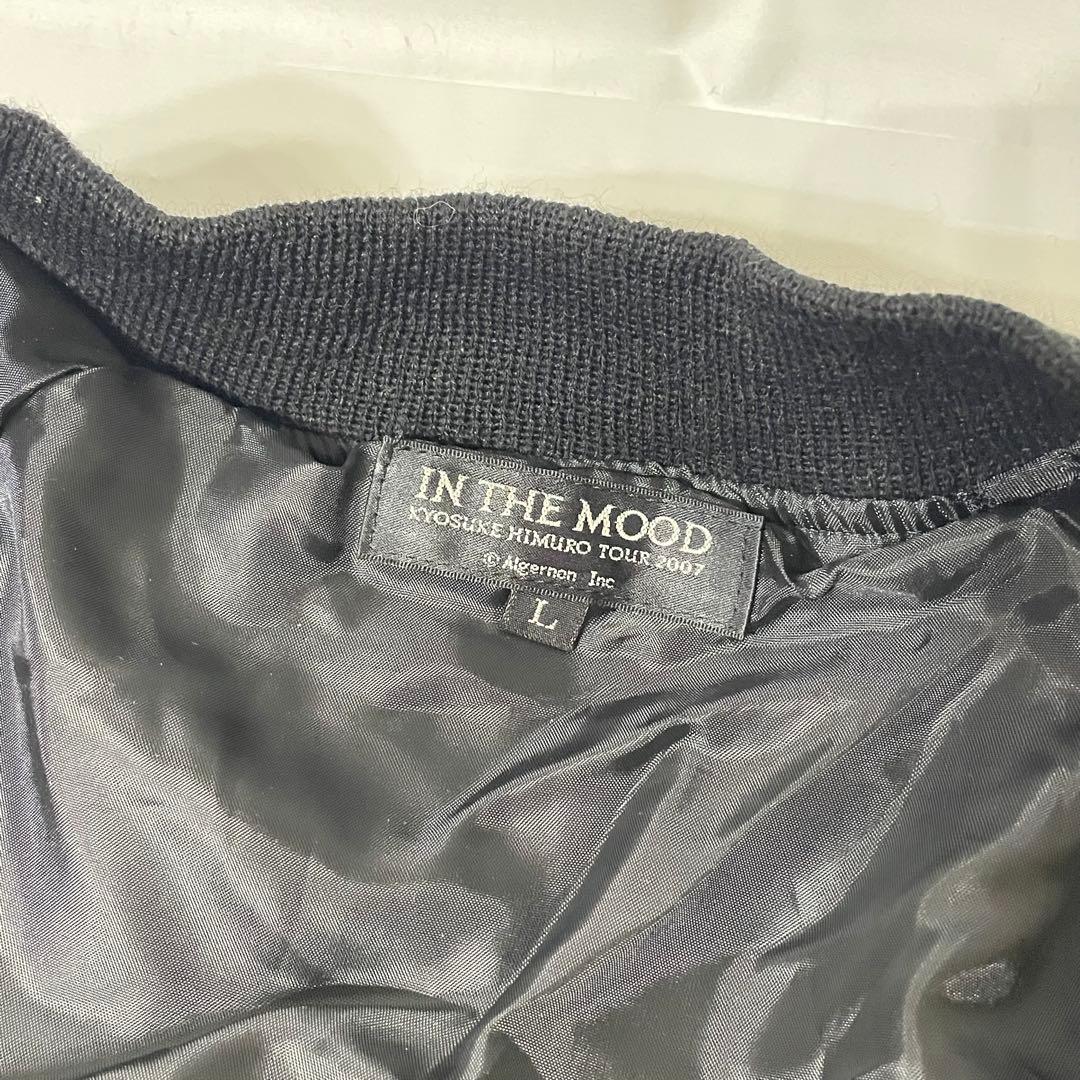 IN THE MOOD
KYOSUKE HIMURO TOUR 2007
© Algernon Inc
L